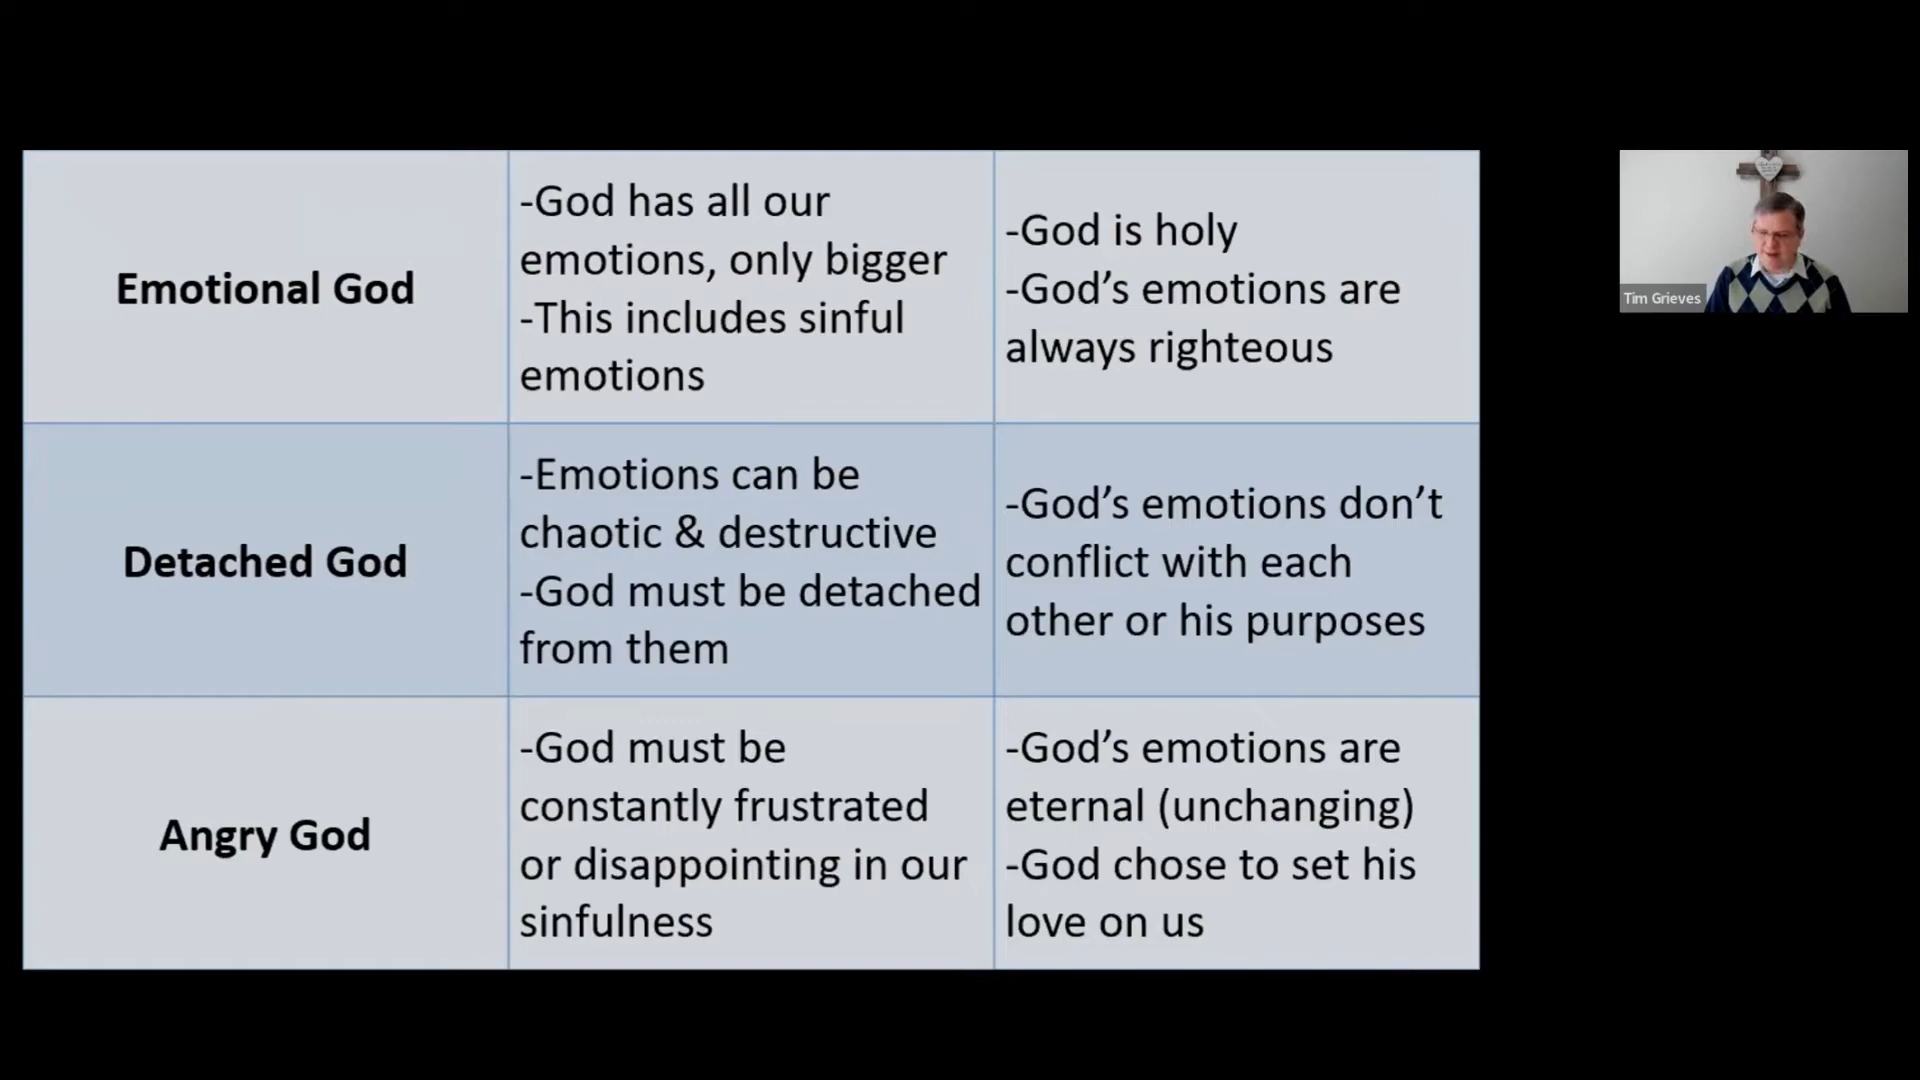 Emotional God
-God has all our
emotions, only bigger
-This includes sinful
emotions
-God is holy
-God’s emotions are
always righteous
Detached God
-Emotions can be
chaotic & destructive
-God must be detached
from them
-God’s emotions don’t
conflict with each
other or his purposes
Angry God
-God must be
constantly frustrated
or disappointing in our
sinfulness
-God’s emotions are
eternal (unchanging)
-God chose to set his
love on us
Tim Grieves